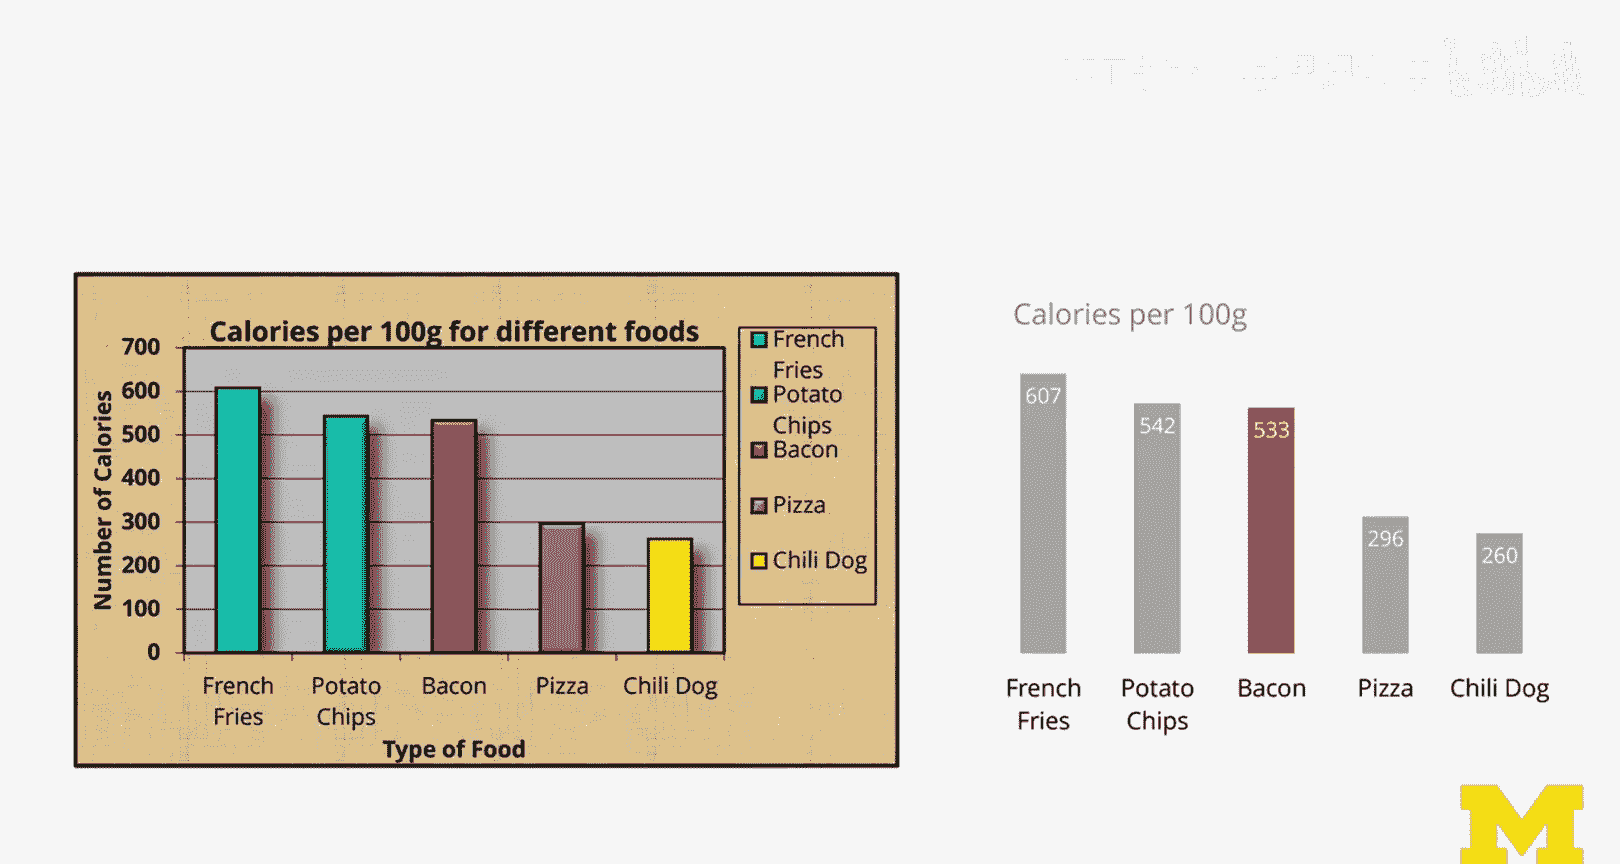 Calories per 100g for different foods
Number of Calories
700
600
500
400
300
200
100
0
French
Fries
Potato
Chips
Bacon
Pizza
Chili Dog
Type of Food
French
Fries
Potato
Chips
Bacon
Pizza
Chili Dog
Calories per 100g
607
542
533
296
260
French
Fries
Potato
Chips
Bacon
Pizza
Chili Dog
M